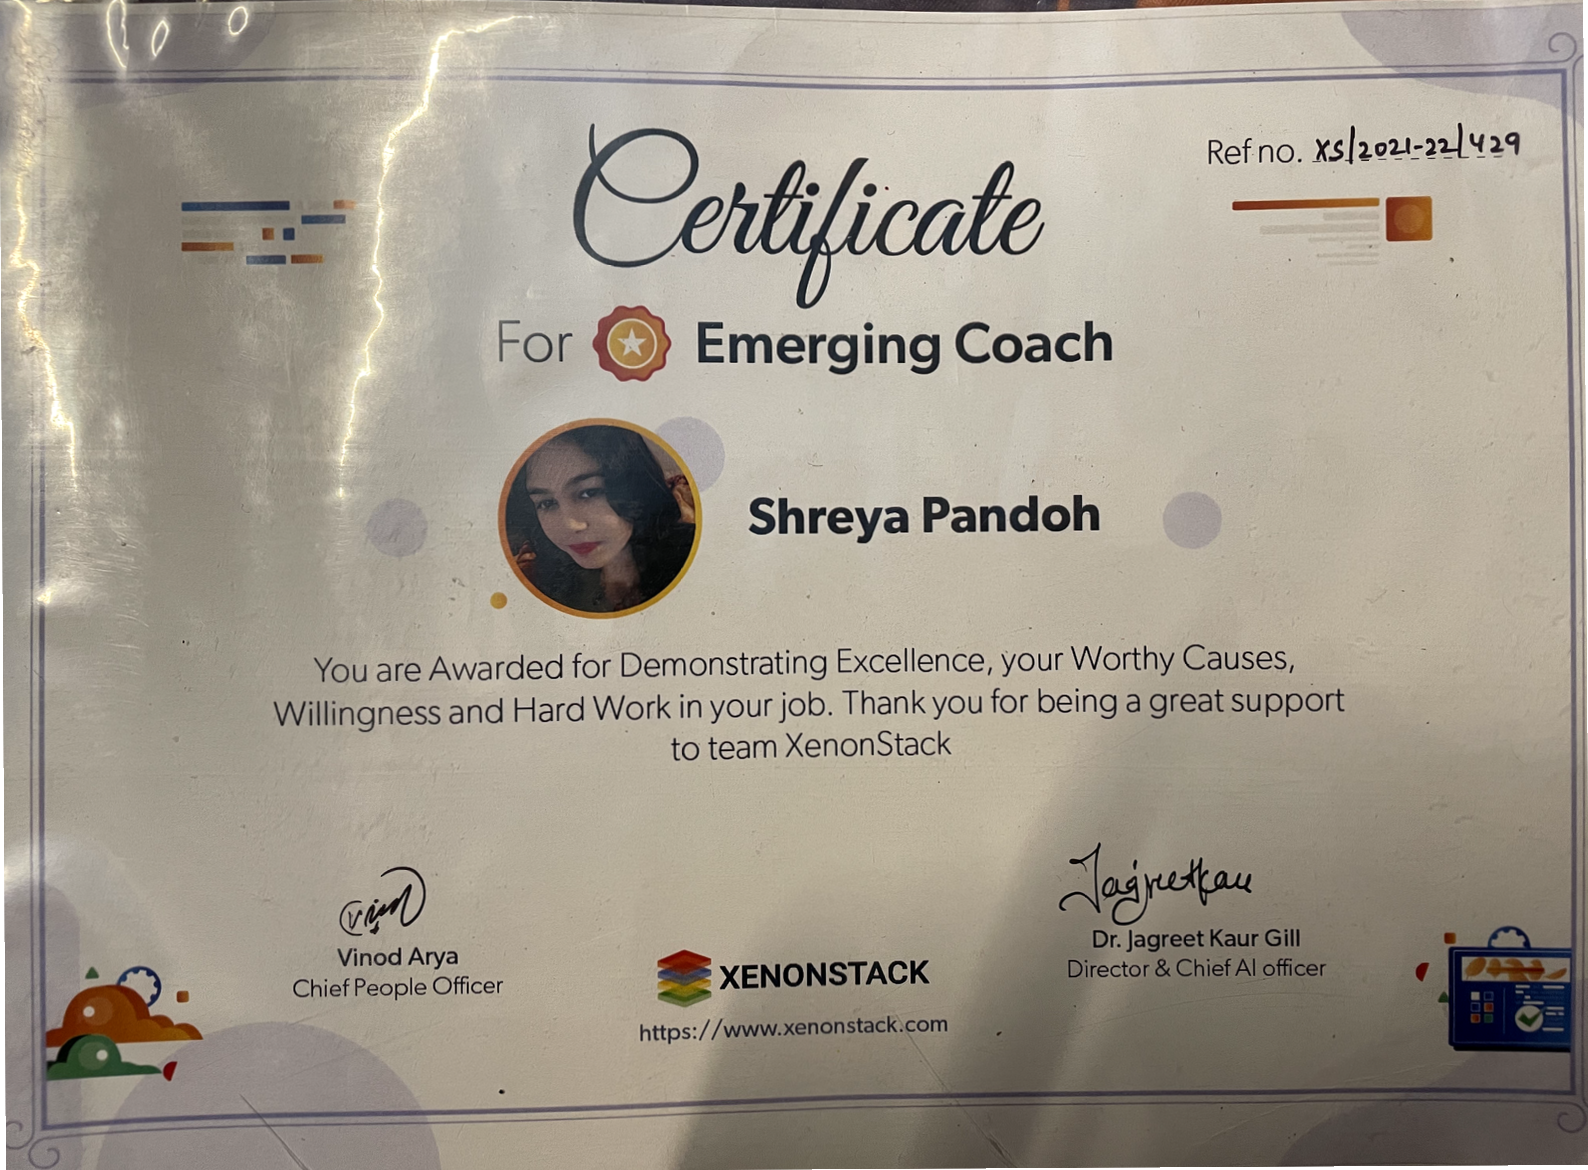 Ref no. XS/2021-22/429
Certificate
For Emerging Coach
Shreya Pandoh
You are Awarded for Demonstrating Excellence, your Worthy Causes,
Willingness and Hard Work in your job. Thank you for being a great support
to team XenonStack
Vinod
Vinod Arya
Chief People Officer
Jagreetkau
Dr. Jagreet Kaur Gill
Director & Chief AI officer
XENONSTACK
https://www.xenonstack.com